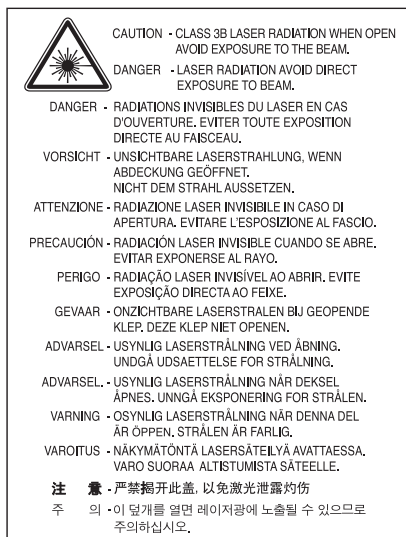 CAUTION - CLASS 3B LASER RADIATION WHEN OPEN
AVOID EXPOSURE TO THE BEAM.
DANGER - LASER RADIATION AVOID DIRECT
EXPOSURE TO BEAM.
DANGER - RADIATIONS INVISIBLES DU LASER EN CAS
D'OUVERTURE. EVITER TOUTE EXPOSITION
DIRECTE AU FAISCEAU.
VORSICHT - UNSICHTBARE LASERSTRAHLUNG, WENN
ABDECKUNG GEÖFFNET.
NICHT DEM STRAHL AUSSETZEN.
ATTENZIONE - RADIAZIONE LASER INVISIBILE IN CASO DI
APERTURA. EVITARE L'ESPOSIZIONE AL FASCIO.
PRECAUCIÓN - RADIACIÓN LASER INVISIBLE CUANDO SE ABRE.
EVITAR EXPONERSE AL RAYO.
PERIGO - RADIAÇÃO LASER INVISÍVEL AO ABRIR. EVITE
EXPOSIÇÃO DIRECTA AO FEIXE.
GEVAAR - ONZICHTBARE LASERSTRALEN BIJ GEOPENDE
KLEP. DEZE KLEP NIET OPENEN.
ADVARSEL - USYNLIG LASERSTRÅLNING VED ÅBNING.
UNDGÅ UDSAETTELSE FOR STRÅLNING.
ADVARSEL. - USYNLIG LASERSTRÅLNING NÅR DEKSEL
ÅPNES. UNNGÅ EKSPONERING FOR STRÅLEN.
VARNING - OSYNLIG LASERSTRÅLNING NÄR DENNA DEL
ÄR ÖPPEN. STRÅLEN ÄR FARLIG.
VAROITUS - NÄKYMÄTÖNTÄ LASERSÄTEILYÄ AVATTAESSA.
VARO SUORAA ALTISTUMISTA SÄTEELLE.
注 意 - 严禁揭开此盖, 以免激光泄露灼伤
주 의 - 이 덮개를 열면 레이저광에 노출될 수 있으므로
주의하십시오.